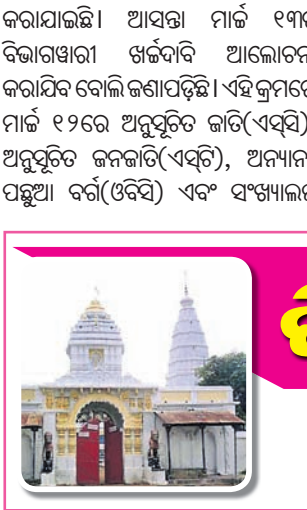 କରାଯାଇଛି। ଆସନ୍ତା ମାର୍ଚ୍ଚ ୧୩ରେ
ବିଭାଗୱାରୀ ଖର୍ଚ୍ଚଦାବି ଆଲୋଚନା
କରାଯିବ ବୋଲି ଜଣାପଡ଼ିଛି। ଏହି କ୍ରମରେ
ମାର୍ଚ୍ଚ ୧୨ରେ ଅନୁସୂଚିତ ଜାତି(ଏସ୍‌ସି)
ଅନୁସୂଚିତ ଜନଜାତି(ଏସ୍‌ଟି), ଅନ୍ୟାନ
ପଛୁଆ ବର୍ଗ(ଓବିସି) ଏବଂ